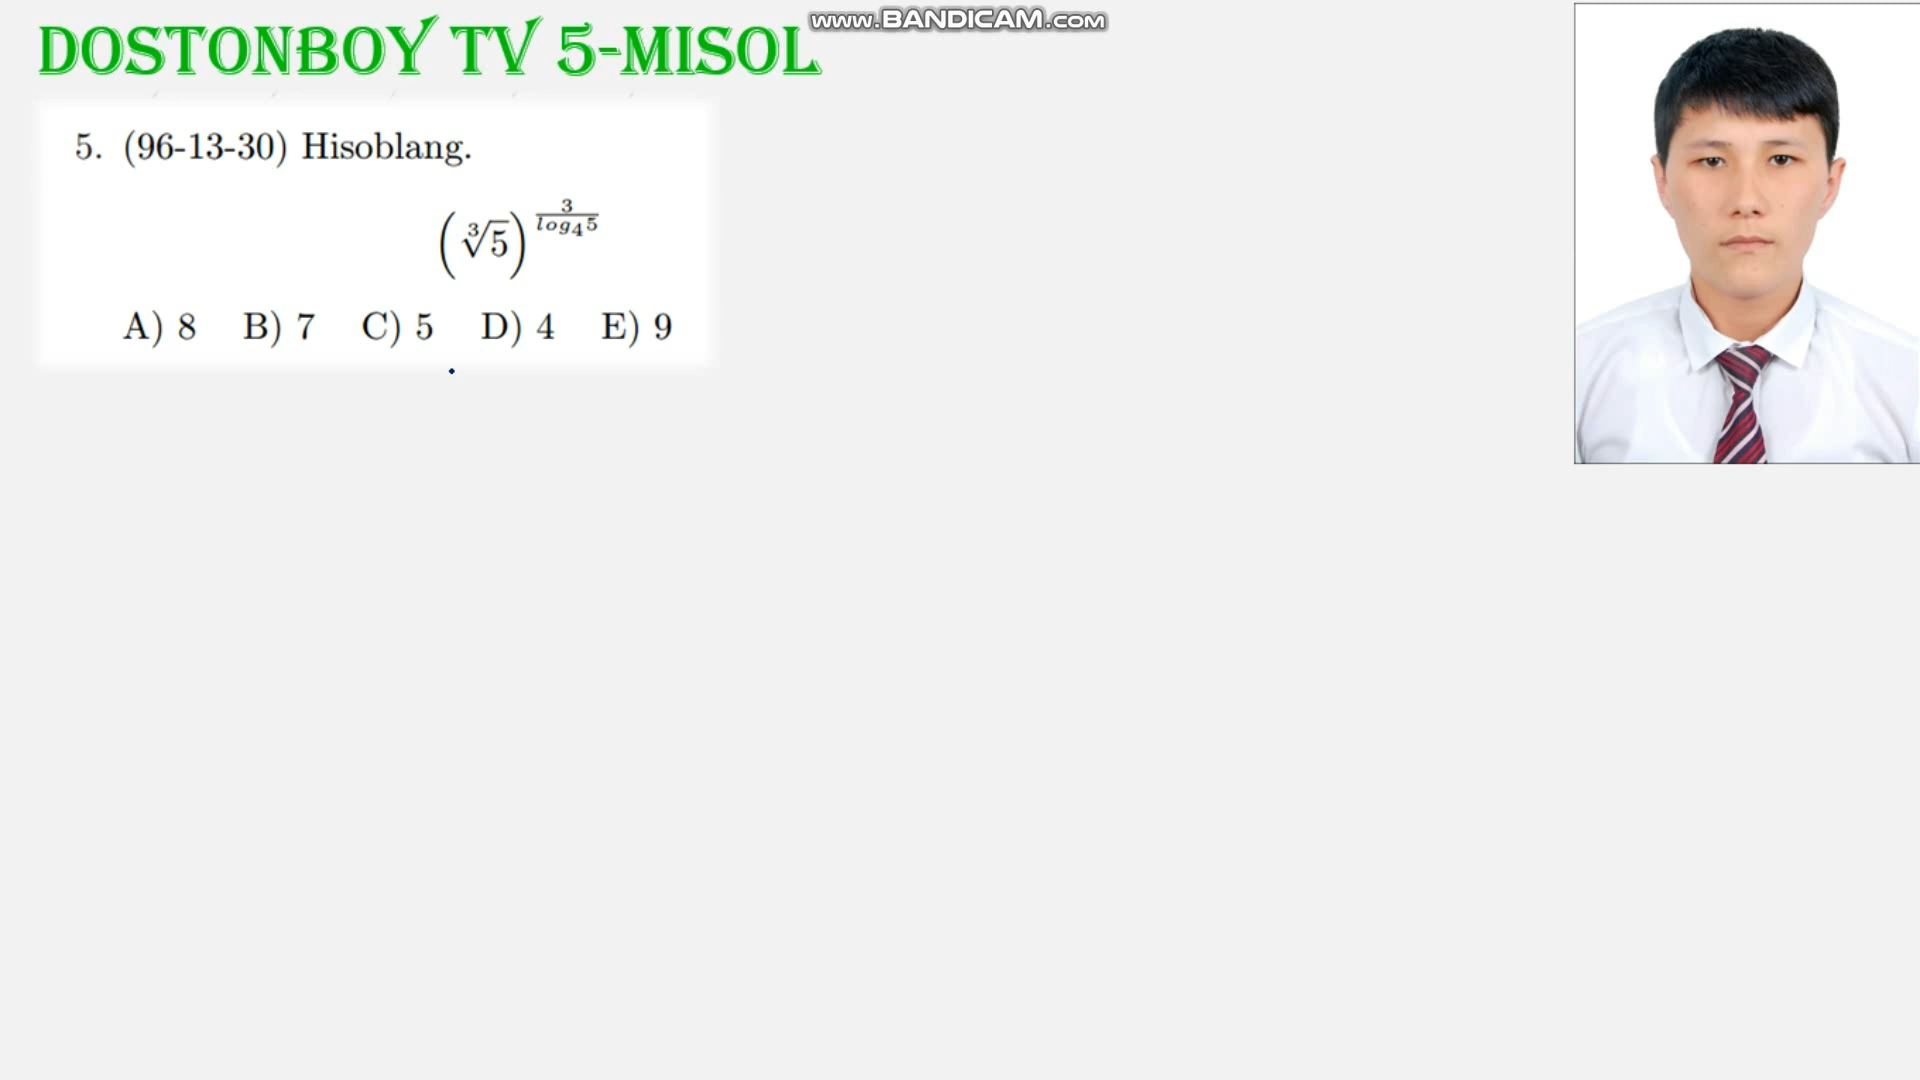 www.BANDICAM.com
DOSTONBOY TV 5-MISOL
5. (96-13-30) Hisoblang.
(∛5)^(3/log₄5)
A) 8 B) 7 C) 5 D) 4 E) 9